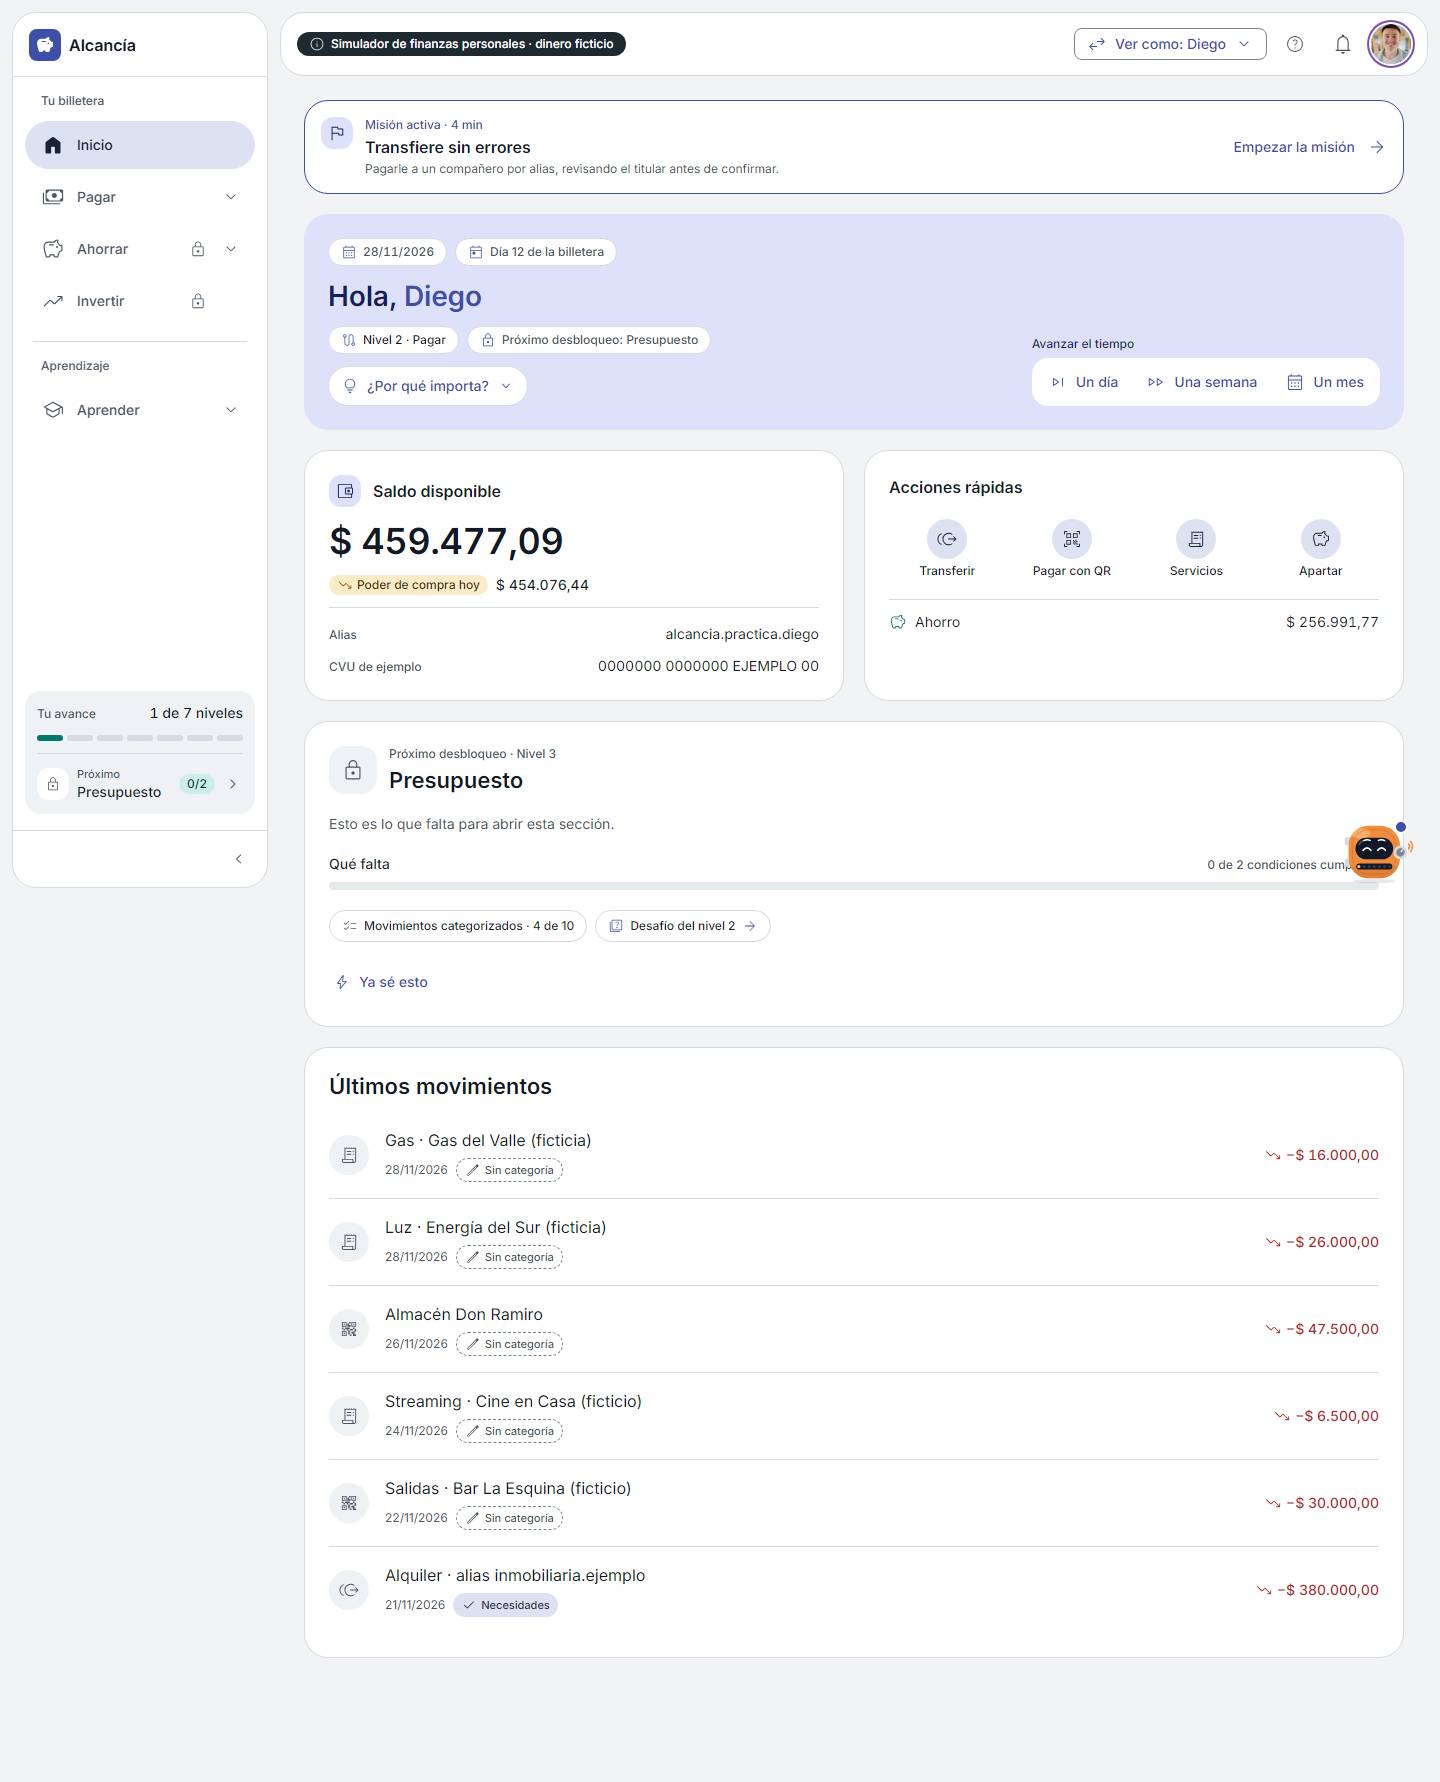 Alcancía
Tu billetera
Inicio
Pagar
Ahorrar
Invertir
Aprendizaje
Aprender
Tu avance
1 de 7 niveles
Próximo
Presupuesto
0/2
Simulador de finanzas personales · dinero ficticio
Ver como: Diego
Misión activa · 4 min
Transfiere sin errores
Pagarle a un compañero por alias, revisando el titular antes de confirmar.
Empezar la misión
28/11/2026
Día 12 de la billetera
Hola, Diego
Nivel 2 · Pagar
Próximo desbloqueo: Presupuesto
¿Por qué importa?
Avanzar el tiempo
Un día
Una semana
Un mes
Saldo disponible
$ 459.477,09
Poder de compra hoy
$ 454.076,44
Alias
alcancia.practica.diego
CVU de ejemplo
0000000 0000000 EJEMPLO 00
Acciones rápidas
Transferir
Pagar con QR
Servicios
Apartar
Ahorro
$ 256.991,77
Próximo desbloqueo · Nivel 3
Presupuesto
Esto es lo que falta para abrir esta sección.
Qué falta
0 de 2 condiciones
Movimientos categorizados · 4 de 10
Desafío del nivel 2
Ya sé esto
Últimos movimientos
Gas · Gas del Valle (ficticia)
28/11/2026
Sin categoría
−$ 16.000,00
Luz · Energía del Sur (ficticia)
28/11/2026
Sin categoría
−$ 26.000,00
Almacén Don Ramiro
26/11/2026
Sin categoría
−$ 47.500,00
Streaming · Cine en Casa (ficticio)
24/11/2026
Sin categoría
−$ 6.500,00
Salidas · Bar La Esquina (ficticio)
22/11/2026
Sin categoría
−$ 30.000,00
Alquiler · alias inmobiliaria.ejemplo
21/11/2026
Necesidades
−$ 380.000,00